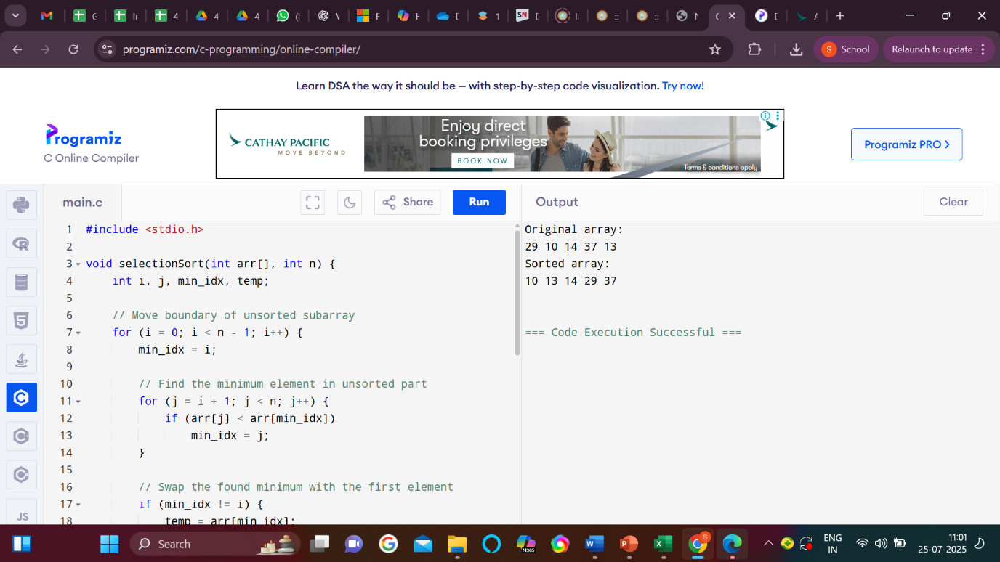 programiz.com/c-programming/online-compiler/
S School
Relaunch to update
Learn DSA the way it should be — with step-by-step code visualization. Try now!
Programiz
C Online Compiler
CATHAY PACIFIC
MOVE BEYOND
Enjoy direct
booking privileges
BOOK NOW
Terms & conditions apply
Programiz PRO >
main.c
Share
Run
Output
Clear
1 #include <stdio.h>
2
3 void selectionSort(int arr[], int n) {
4 int i, j, min_idx, temp;
5
6 // Move boundary of unsorted subarray
7 for (i = 0; i < n - 1; i++) {
8 min_idx = i;
9
10 // Find the minimum element in unsorted part
11 for (j = i + 1; j < n; j++) {
12 if (arr[j] < arr[min_idx])
13 min_idx = j;
14 }
15
16 // Swap the found minimum with the first element
17 if (min_idx != i) {
18 temp = arr[min_idx];
JS
Original array:
29 10 14 37 13
Sorted array:
10 13 14 29 37
=== Code Execution Successful ===
Search
M365
ENG
IN
11:01
25-07-2025